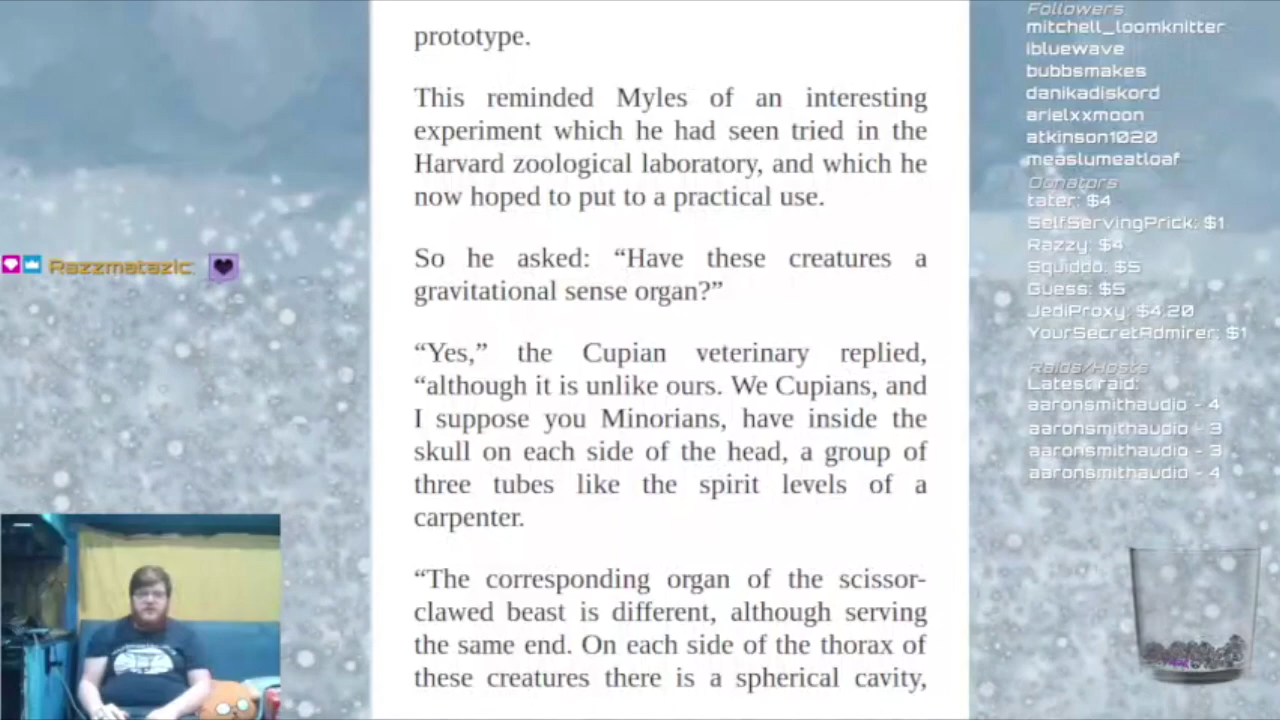 prototype.
This reminded Myles of an interesting
experiment which he had seen tried in the
Harvard zoological laboratory, and which he
now hoped to put to a practical use.
So he asked: “Have these creatures a
gravitational sense organ?”
“Yes,” the Cupian veterinary replied,
“although it is unlike ours. We Cupians, and
I suppose you Minorians, have inside the
skull on each side of the head, a group of
three tubes like the spirit levels of a
carpenter.
“The corresponding organ of the scissor-
clawed beast is different, although serving
the same end. On each side of the thorax of
these creatures there is a spherical cavity,
Razzmatazic:
Followers
mitchell_loomknitter
ibluewave
bubbsmakes
danikadiskord
arielxxmoon
atkinson1020
measlymeatloaf
Donators
tater: $4
SelfServingPrick: $1
Razzy: $4
Squiddo: $5
Guess: $5
JediProxy: $4.20
YourSecretAdmirer: $1
Raids/Hosts
Latest raid:
aaronsmithaudio - 4
aaronsmithaudio - 3
aaronsmithaudio - 3
aaronsmithaudio - 4